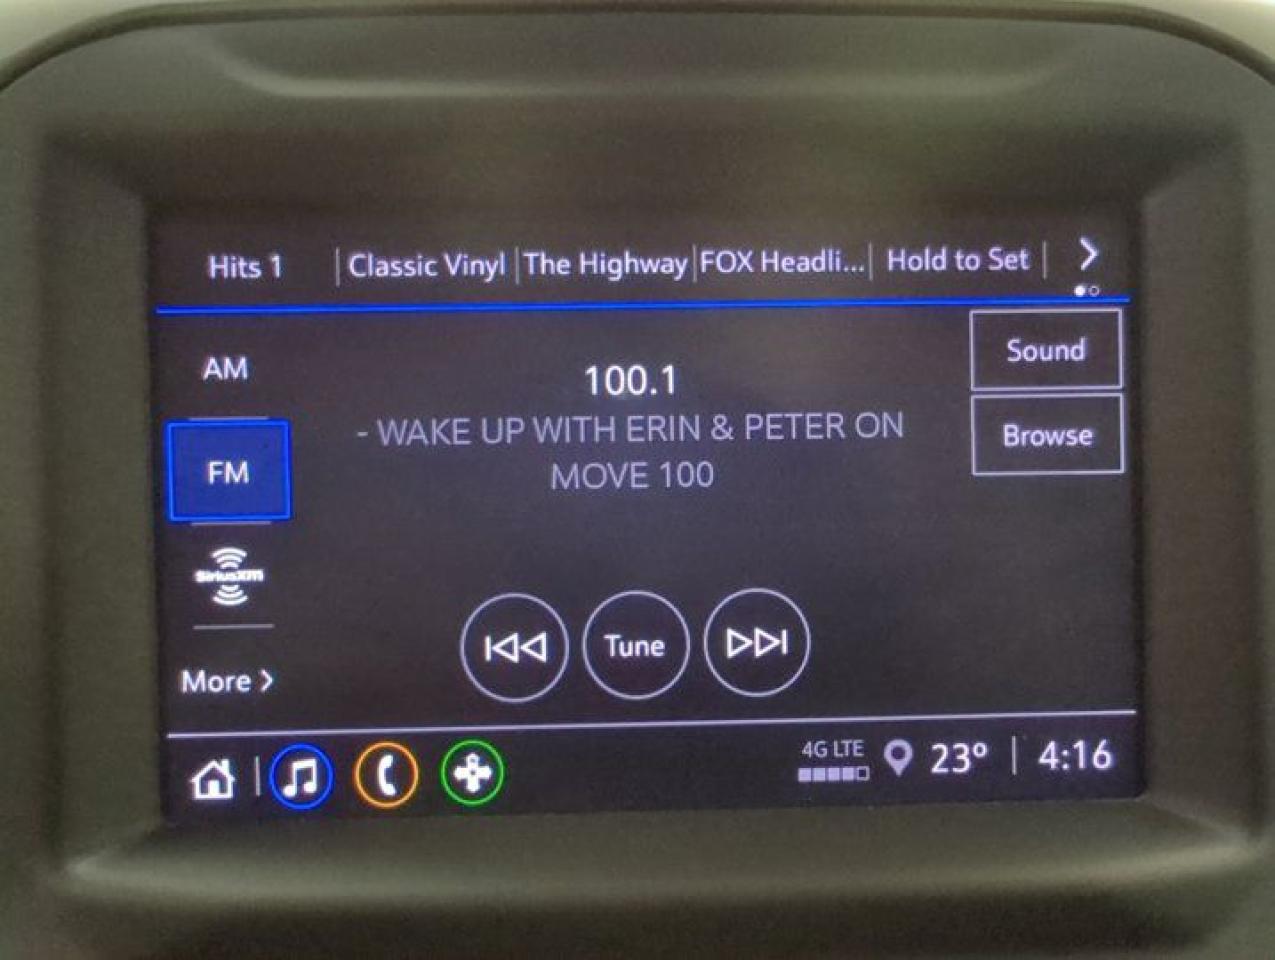 Hits 1 Classic Vinyl The Highway FOX Headli... Hold to Set
AM
100.1
Sound
- WAKE UP WITH ERIN & PETER ON
MOVE 100
Browse
FM
SiriusXM
Tune
More >
4G LTE 23° 4:16